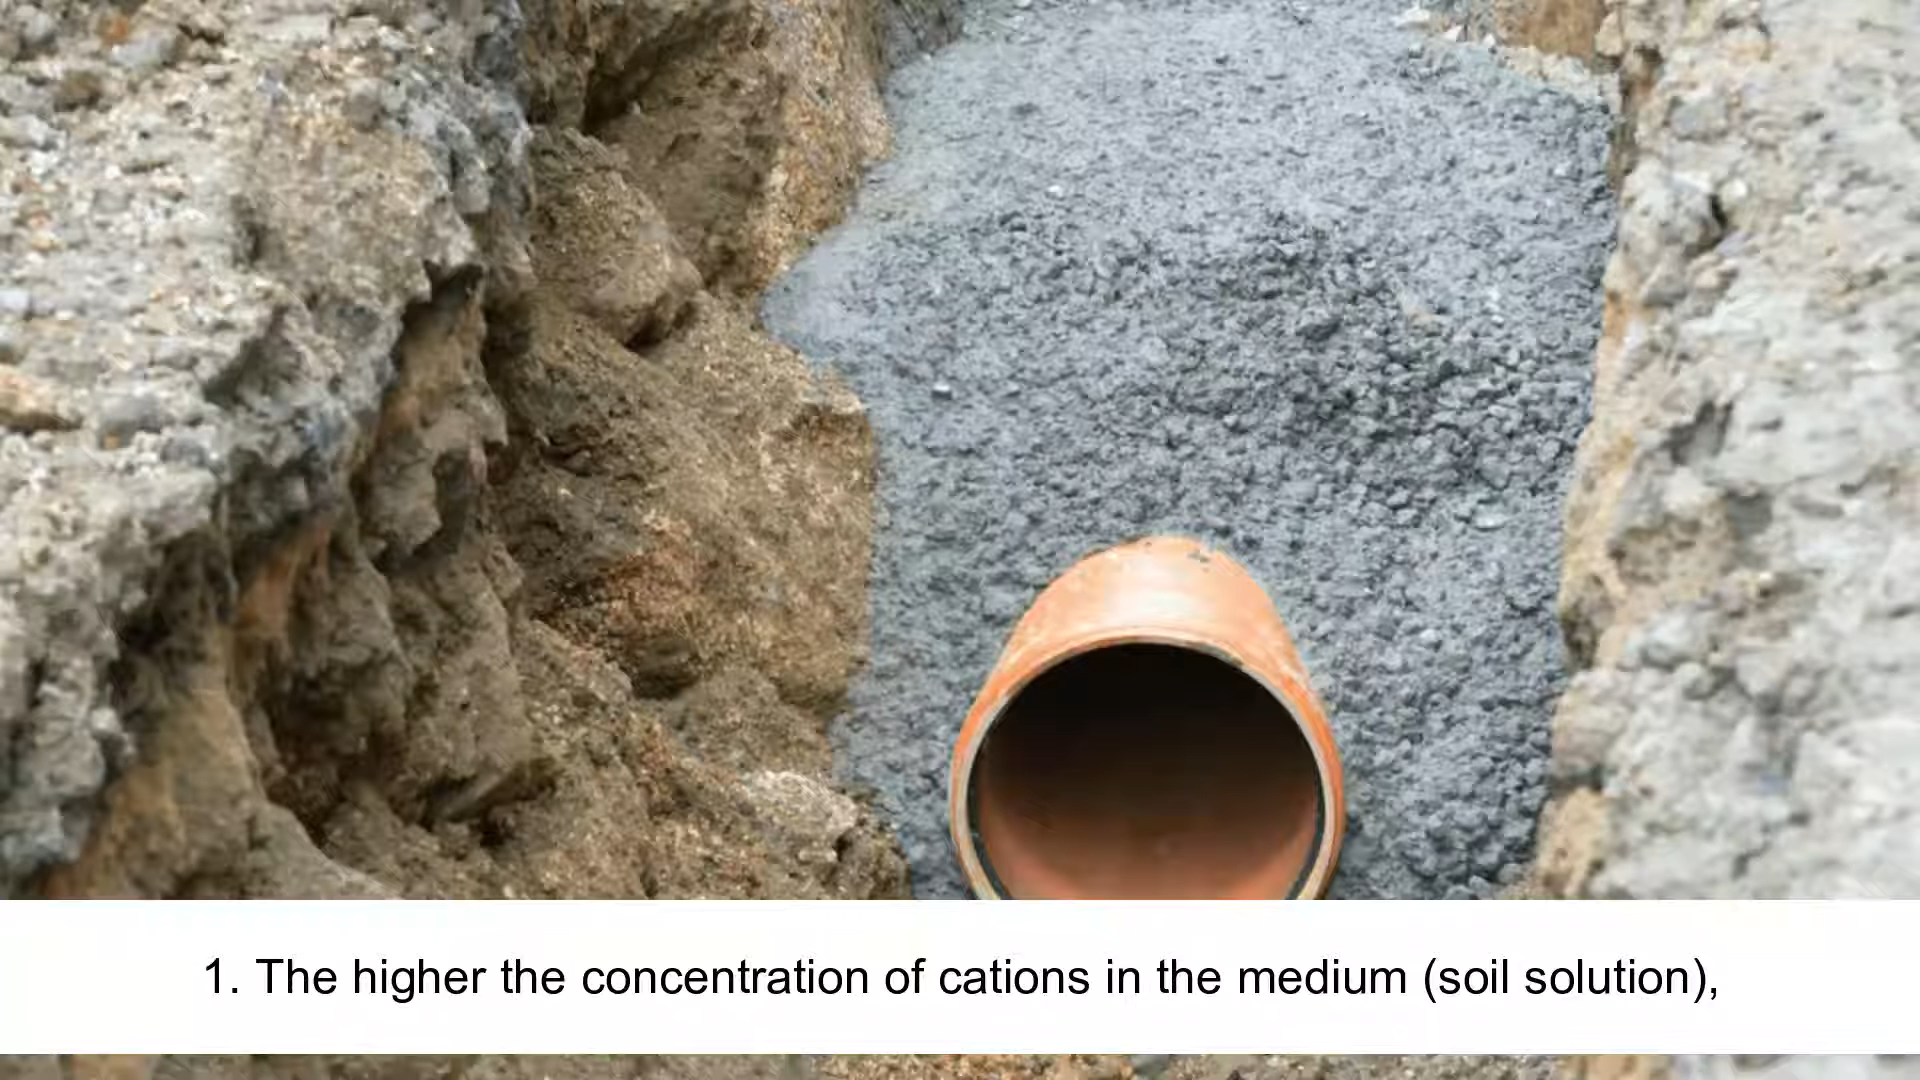 1. The higher the concentration of cations in the medium (soil solution),